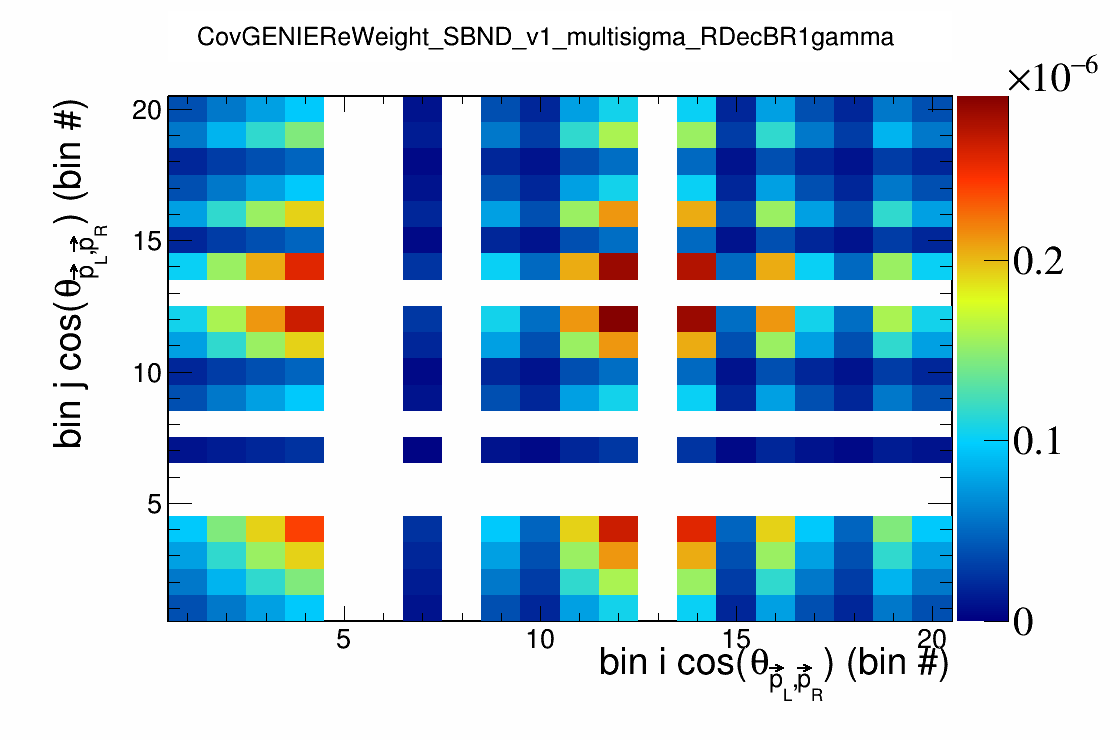 CovGENIEReWeight_SBND_v1_multisigma_RDecBR1gamma
×10⁻⁶
bin j cos(θ_{p⃗_L,p⃗_R}) (bin #)
20
15
10
5
0.2
0.1
0
5 10 15 20
bin i cos(θ_{p⃗_L,p⃗_R}) (bin #)